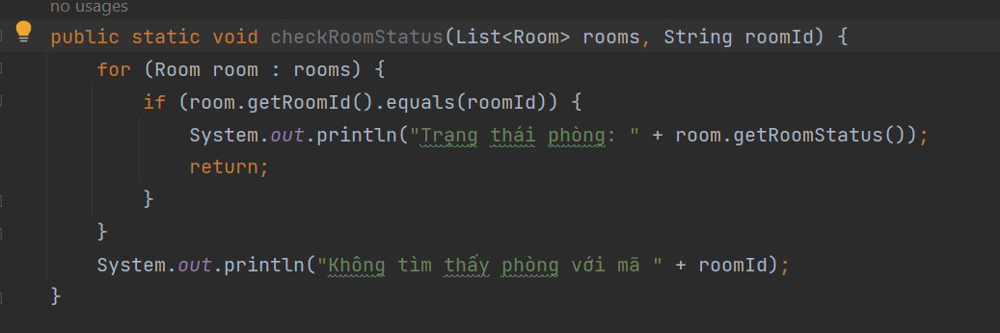 no usages
public static void checkRoomStatus(List<Room> rooms, String roomId) {
for (Room room : rooms) {
if (room.getRoomId().equals(roomId)) {
System.out.println("Trạng thái phòng: " + room.getRoomStatus());
return;
}
}
System.out.println("Không tìm thấy phòng với mã " + roomId);
}